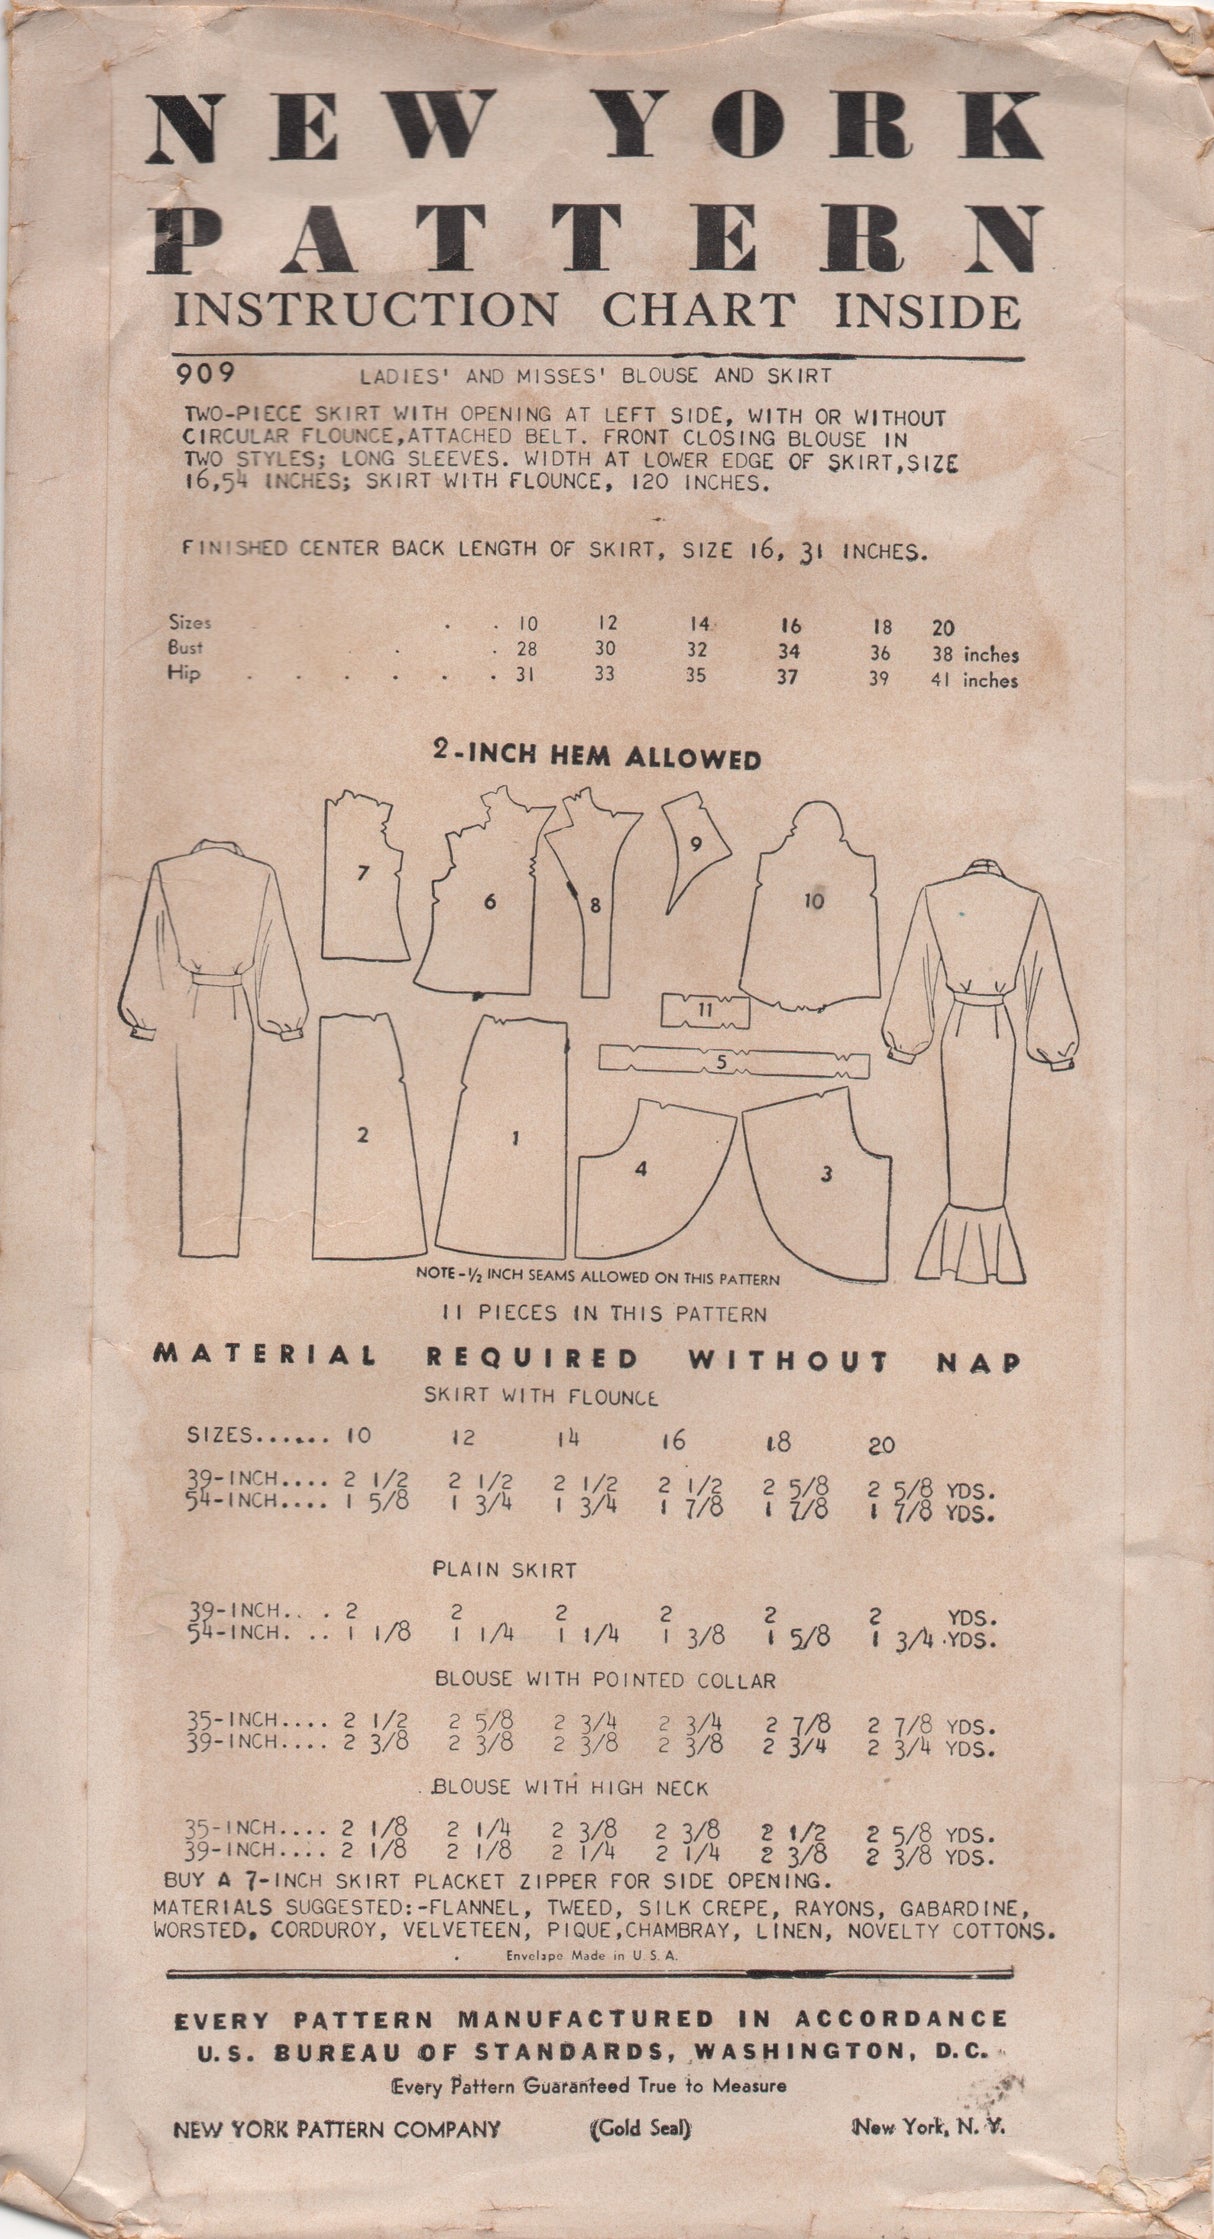 NEW YORK
PATTERN
INSTRUCTION CHART INSIDE
909 LADIES' AND MISSES' BLOUSE AND SKIRT
TWO-PIECE SKIRT WITH OPENING AT LEFT SIDE, WITH OR WITHOUT
CIRCULAR FLOUNCE,ATTACHED BELT. FRONT CLOSING BLOUSE IN
TWO STYLES; LONG SLEEVES. WIDTH AT LOWER EDGE OF SKIRT,SIZE
16,54 INCHES; SKIRT WITH FLOUNCE, 120 INCHES.
FINISHED CENTER BACK LENGTH OF SKIRT, SIZE 16, 31 INCHES.
Sizes . . 10 12 14 16 18 20
Bust . . 28 30 32 34 36 38 inches
Hip . . . . . . 31 33 35 37 39 41 inches
2-INCH HEM ALLOWED
7
6
8
9
10
11
5
2
1
4
3
NOTE-½ INCH SEAMS ALLOWED ON THIS PATTERN
11 PIECES IN THIS PATTERN
MATERIAL REQUIRED WITHOUT NAP
SKIRT WITH FLOUNCE
SIZES...... 10 12 14 16 18 20
39-INCH.... 2 1/2 2 1/2 2 1/2 2 1/2 2 5/8 2 5/8 YDS.
54-INCH.... 1 5/8 1 3/4 1 3/4 1 7/8 1 7/8 1 7/8 YDS.
PLAIN SKIRT
39-INCH.. . 2 2 2 2 2 2 YDS.
54-INCH. .. 1 1/8 1 1/4 1 1/4 1 3/8 1 5/8 1 3/4 YDS.
BLOUSE WITH POINTED COLLAR
35-INCH.... 2 1/2 2 5/8 2 3/4 2 3/4 2 7/8 2 7/8 YDS.
39-INCH.... 2 3/8 2 3/8 2 3/8 2 3/8 2 3/4 2 3/4 YDS.
BLOUSE WITH HIGH NECK
35-INCH.... 2 1/8 2 1/4 2 3/8 2 3/8 2 1/2 2 5/8 YDS.
39-INCH.... 2 1/8 2 1/8 2 1/4 2 1/4 2 3/8 2 3/8 YDS.
BUY A 7-INCH SKIRT PLACKET ZIPPER FOR SIDE OPENING.
MATERIALS SUGGESTED:-FLANNEL, TWEED, SILK CREPE, RAYONS, GABARDINE,
WORSTED, CORDUROY, VELVETEEN, PIQUE,CHAMBRAY, LINEN, NOVELTY COTTONS.
Envelope Made in U. S. A.
EVERY PATTERN MANUFACTURED IN ACCORDANCE
U.S. BUREAU OF STANDARDS, WASHINGTON, D.C.
Every Pattern Guaranteed True to Measure
NEW YORK PATTERN COMPANY (Gold Seal) New York, N. Y.